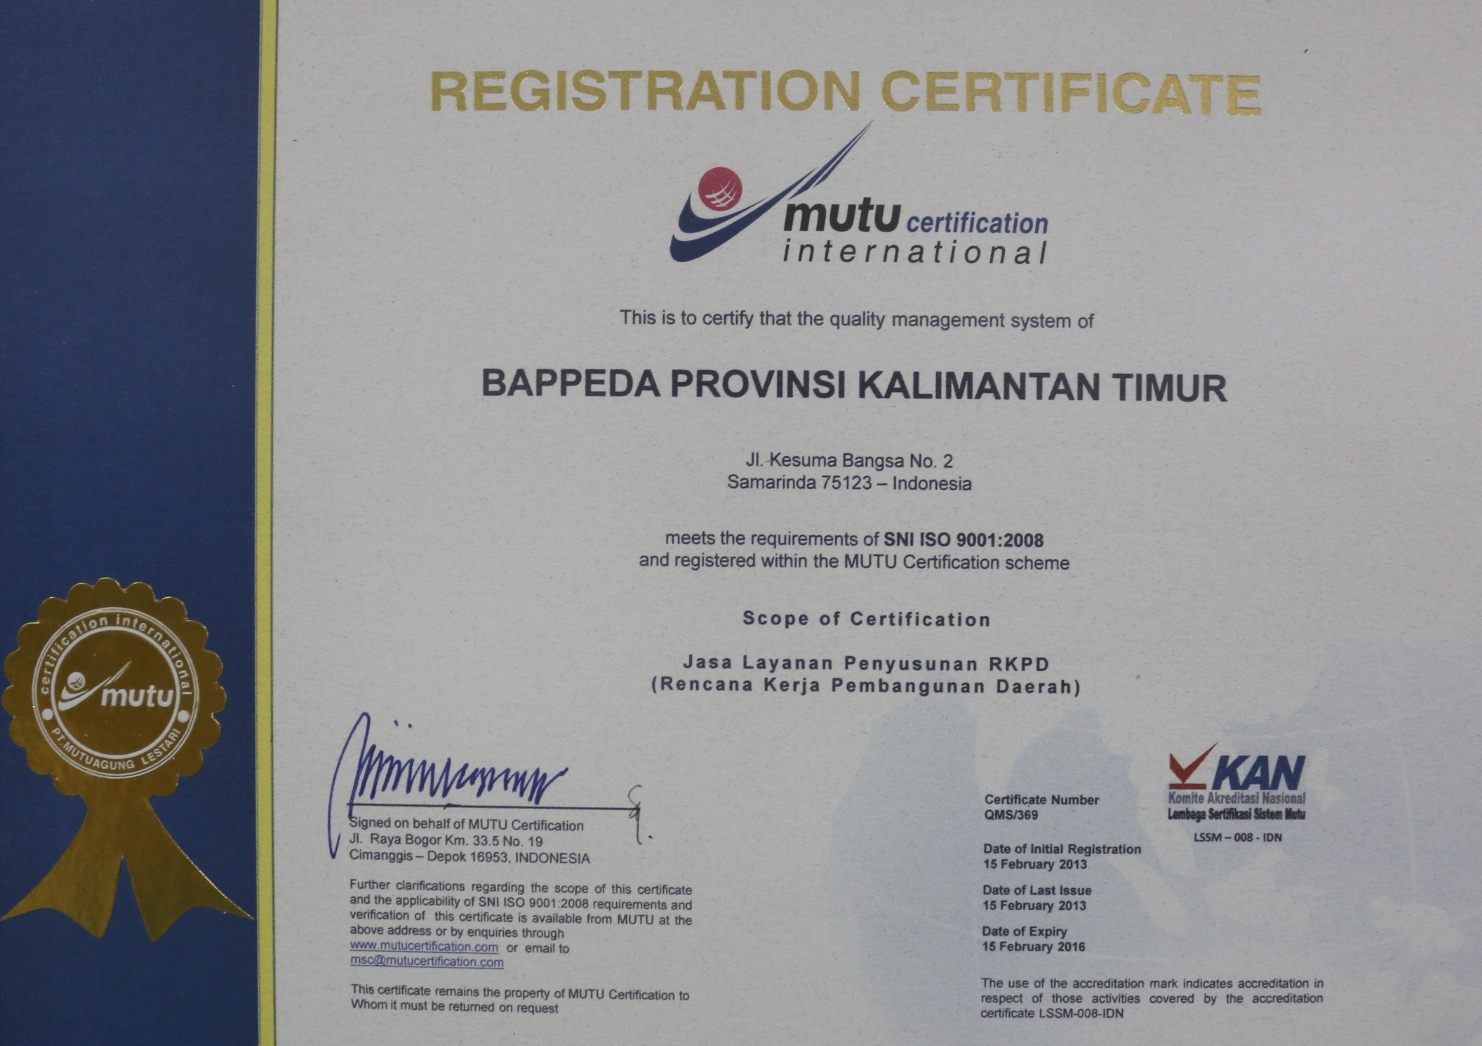 REGISTRATION CERTIFICATE
mutu certification
international
This is to certify that the quality management system of
BAPPEDA PROVINSI KALIMANTAN TIMUR
Jl. Kesuma Bangsa No. 2
Samarinda 75123 – Indonesia
meets the requirements of SNI ISO 9001:2008
and registered within the MUTU Certification scheme
Scope of Certification
Jasa Layanan Penyusunan RKPD
(Rencana Kerja Pembangunan Daerah)
certification international
mutu
PT.MUTUAGUNG LESTARI
Signed on behalf of MUTU Certification
Jl. Raya Bogor Km. 33.5 No. 19
Cimanggis – Depok 16953, INDONESIA
Further clarifications regarding the scope of this certificate
and the applicability of SNI ISO 9001:2008 requirements and
verification of this certificate is available from MUTU at the
above address or by enquiries through
www.mutucertification.com or email to
msc@mutucertification.com
This certificate remains the property of MUTU Certification to
Whom it must be returned on request
KAN
Komite Akreditasi Nasional
Lembaga Sertifikasi Sistem Mutu
LSSM – 008 - IDN
Certificate Number
QMS/369
Date of Initial Registration
15 February 2013
Date of Last Issue
15 February 2013
Date of Expiry
15 February 2016
The use of the accreditation mark indicates accreditation in
respect of those activities covered by the accreditation
certificate LSSM-008-IDN